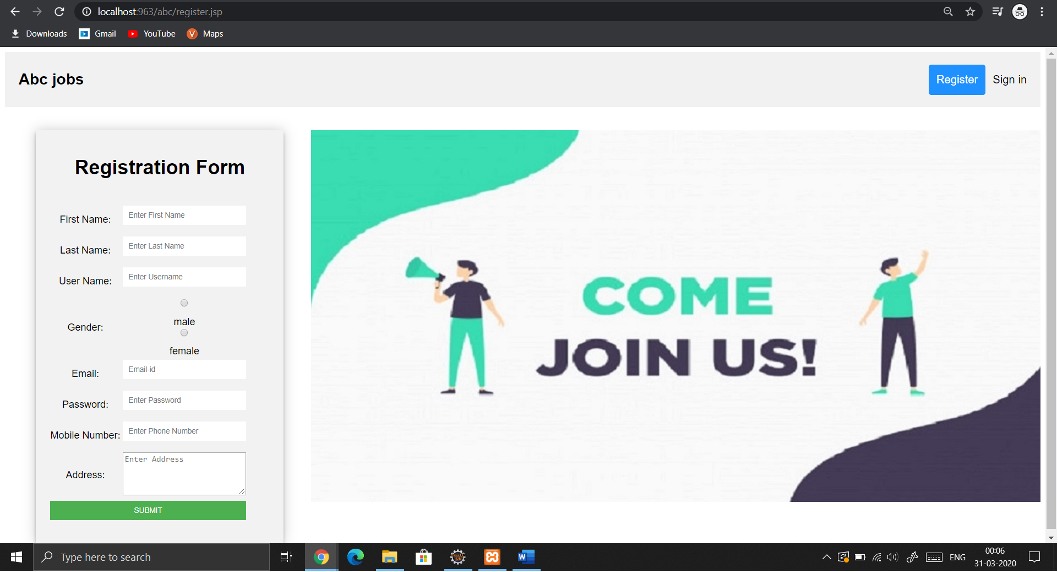 localhost:963/abc/register.jsp
Downloads Gmail YouTube Maps
Abc jobs
Register Sign in
Registration Form
First Name: Enter First Name
Last Name: Enter Last Name
User Name: Enter Username
Gender:
male
female
Email: Email id
Password: Enter Password
Mobile Number: Enter Phone Number
Address: Enter Address
SUBMIT
COME
JOIN US!
Type here to search
ENG
00:06
31-03-2020